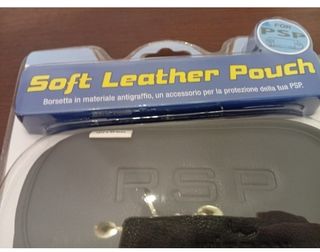 FOR
PSP
Soft Leather Pouch
Borsetta in materiale antigraffio, un accessorio per la protezione della tua PSP.
PSP